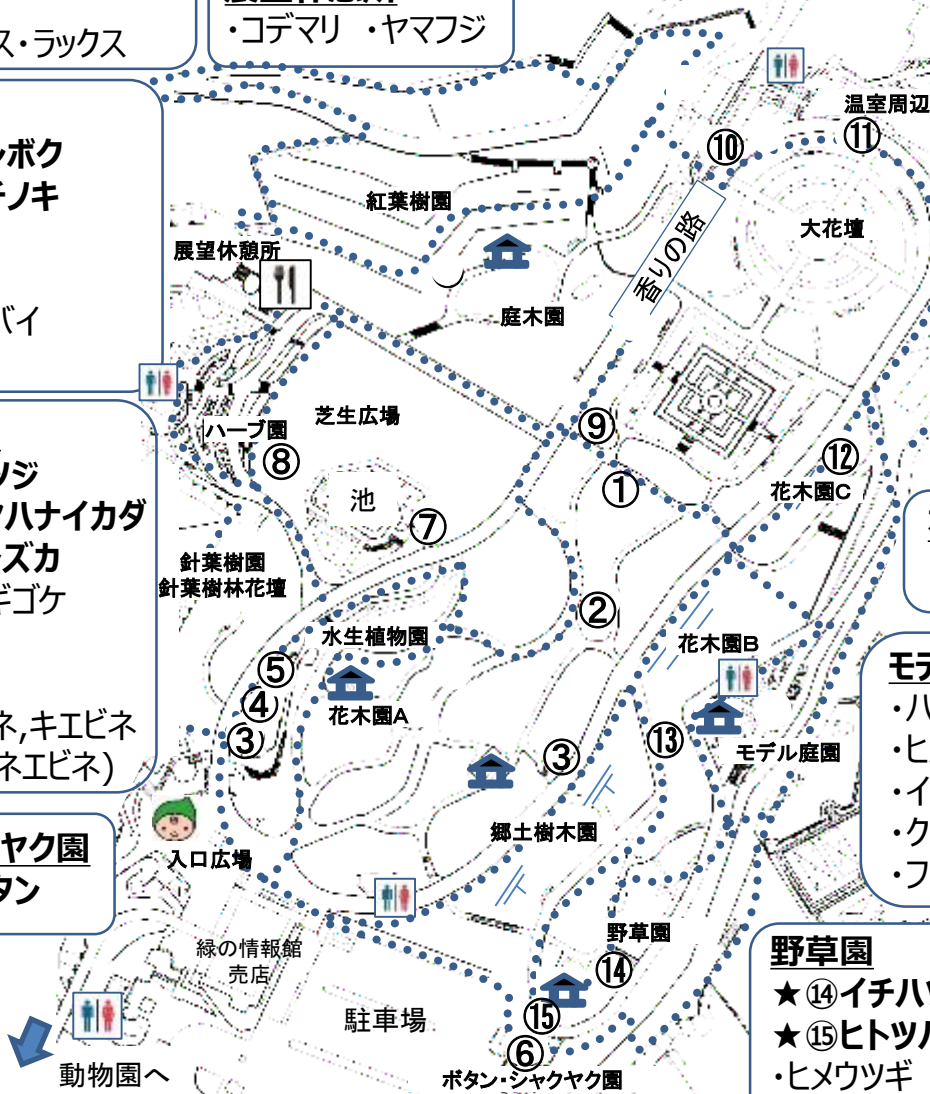 ス・ラックス
・コデマリ ・ヤマフジ
ボク
チノキ
バイ
ツジ
ハナイカダ
ズカ
ギゴケ
ネ,キエビネ
ネエビネ)
ヤク園
タン
温室周辺
⑪
⑩
紅葉樹園
大花壇
香りの路
展望休憩所
庭木園
芝生広場
ハーブ園
⑧
⑨
①
⑫
花木園C
池
⑦
針葉樹園
針葉樹林花壇
②
水生植物園
花木園B
⑤
④
③
花木園A
⑬
モデル庭園
③
郷土樹木園
入口広場
緑の情報館
売店
野草園
⑭
⑮
⑥
駐車場
動物園へ
ボタン・シャクヤク園
モデ
・ハ
・ヒ
・イ
・ク
・フ
野草園
★⑭イチハ
★⑮ヒトツ
・ヒメウツギ